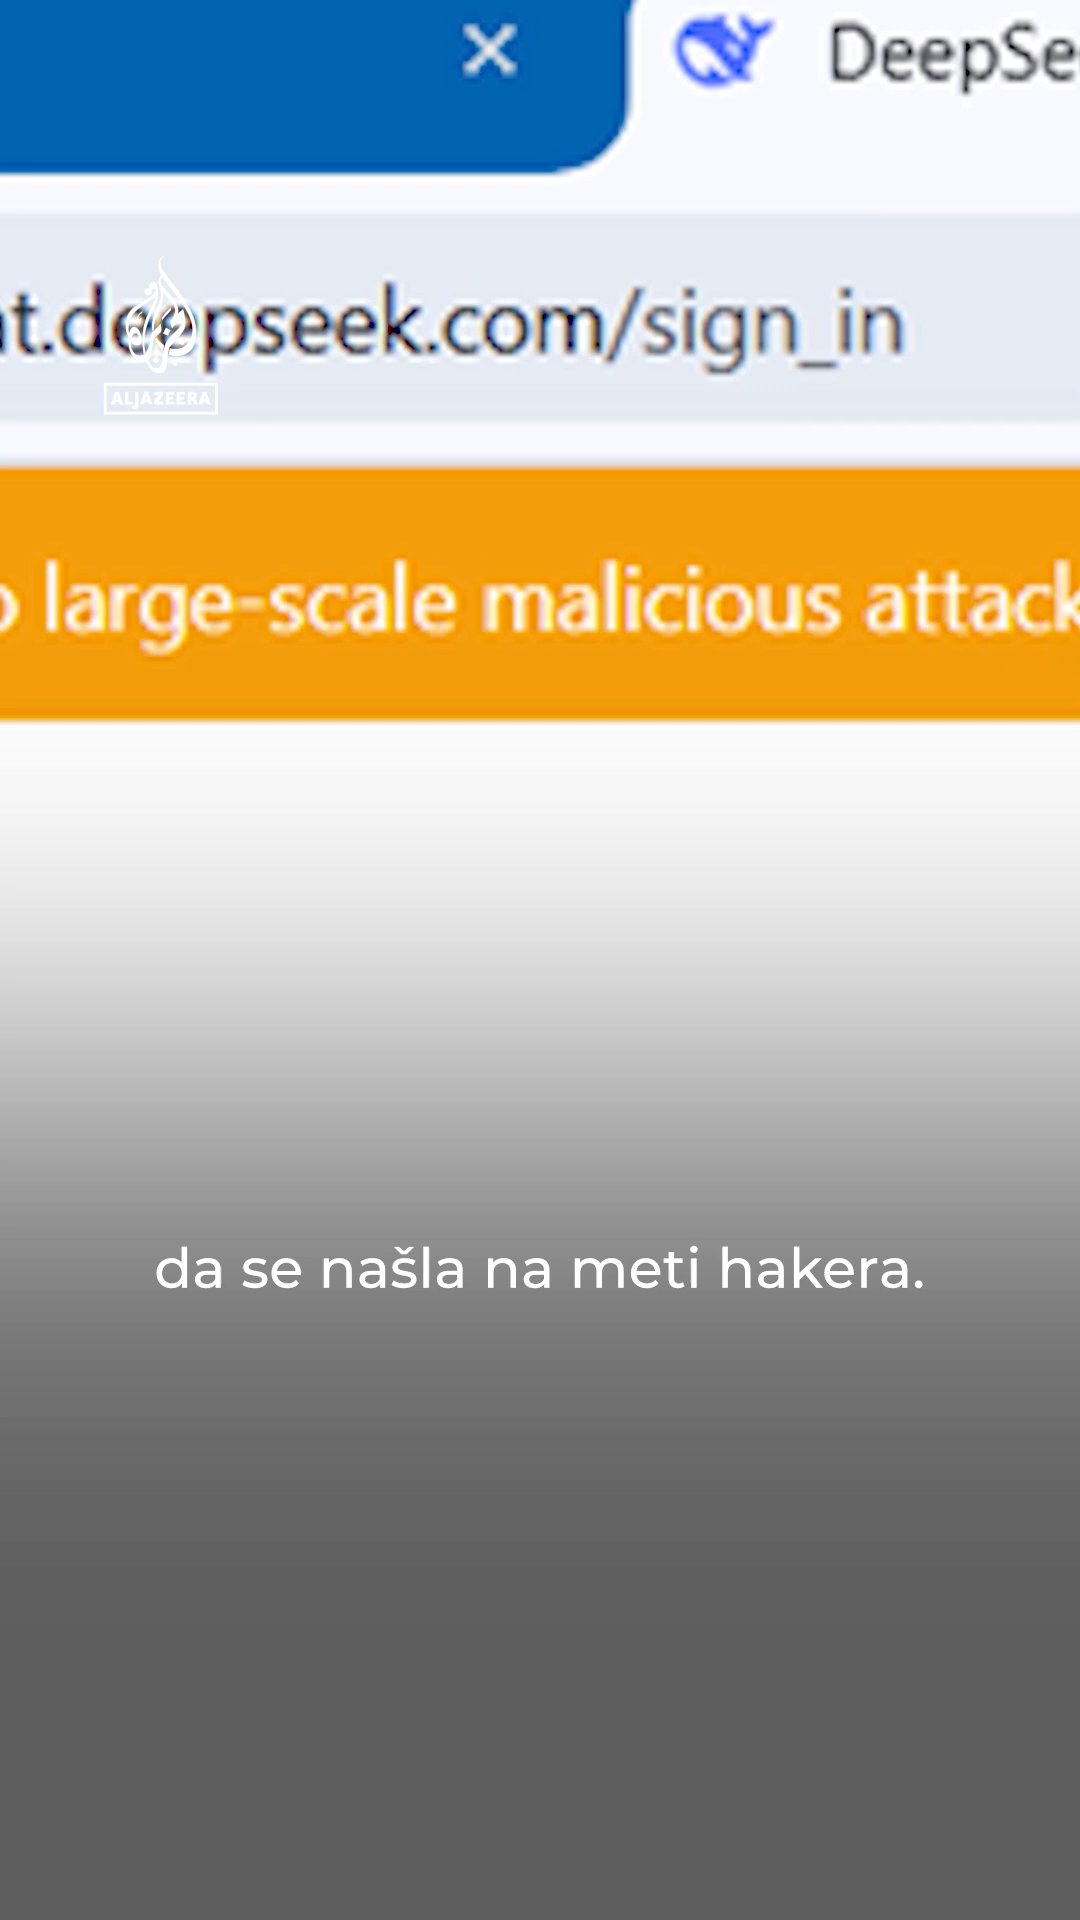 DeepSe
t.deepseek.com/sign_in
ALJAZEERA
large-scale malicious attack
da se našla na meti hakera.